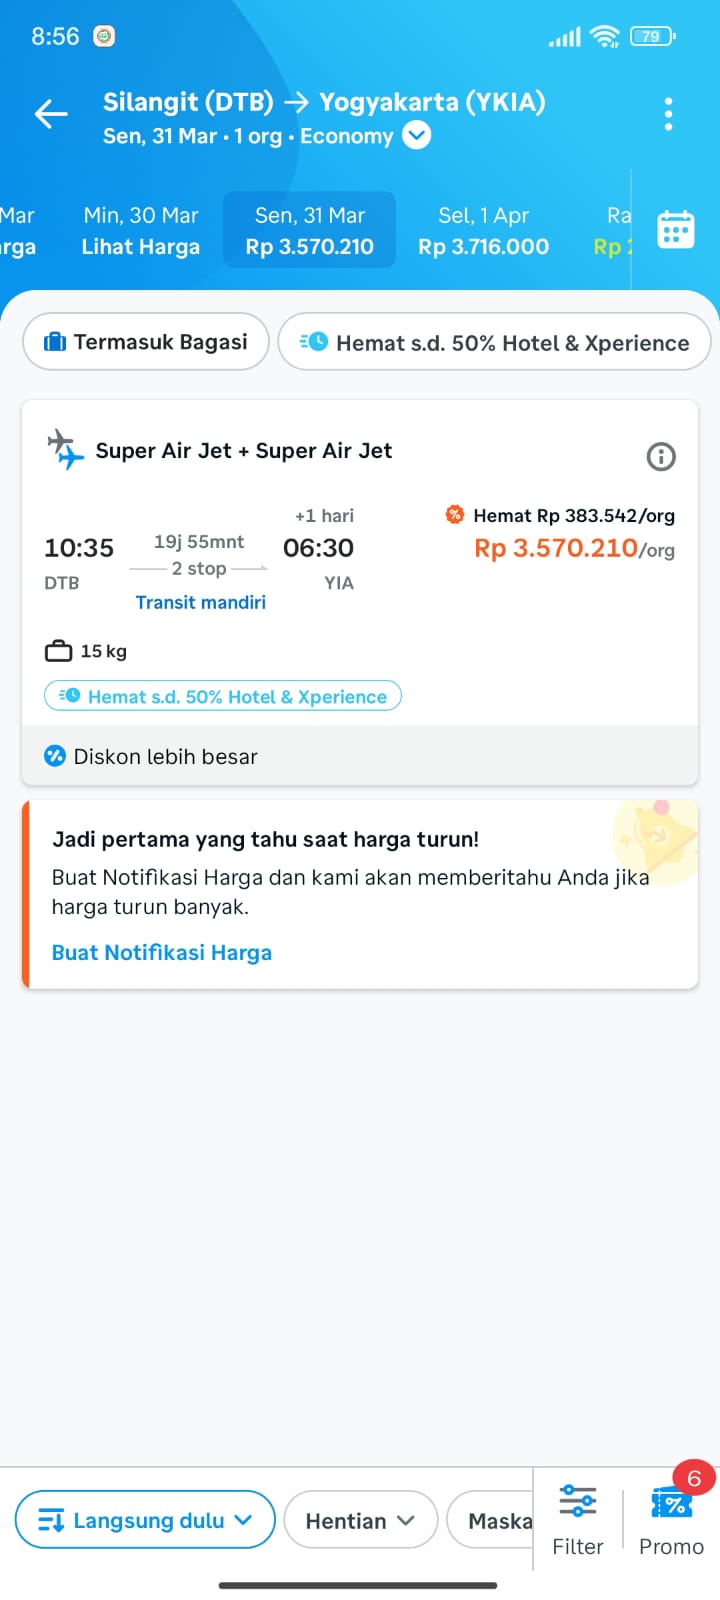 8:56
79
Silangit (DTB) → Yogyakarta (YKIA)
Sen, 31 Mar • 1 org • Economy
Mar
Min, 30 Mar
Sen, 31 Mar
Sel, 1 Apr
Ra
rga
Lihat Harga
Rp 3.570.210
Rp 3.716.000
Rp
Termasuk Bagasi
Hemat s.d. 50% Hotel & Xperience
Super Air Jet + Super Air Jet
+1 hari
Hemat Rp 383.542/org
10:35
19j 55mnt
06:30
Rp 3.570.210/org
2 stop
DTB
YIA
Transit mandiri
15 kg
Hemat s.d. 50% Hotel & Xperience
Diskon lebih besar
Jadi pertama yang tahu saat harga turun!
Buat Notifikasi Harga dan kami akan memberitahu Anda jika
harga turun banyak.
Buat Notifikasi Harga
6
Langsung dulu
Hentian
Maska
Filter
Promo